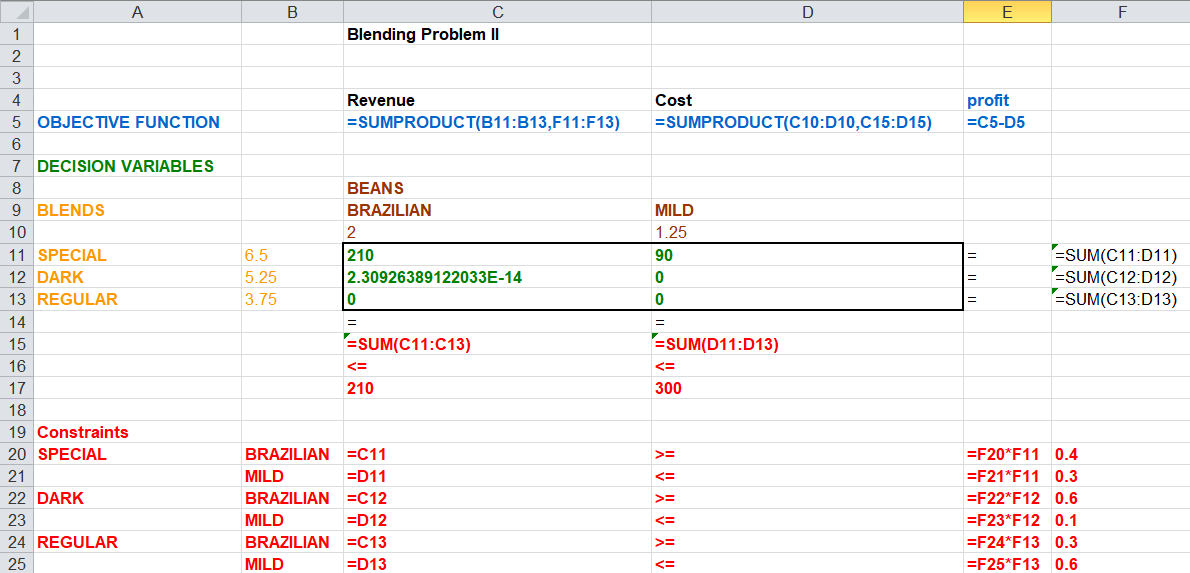 A B C D E F
1 Blending Problem II
2
3
4 Revenue Cost profit
5 OBJECTIVE FUNCTION =SUMPRODUCT(B11:B13,F11:F13) =SUMPRODUCT(C10:D10,C15:D15) =C5-D5
6
7 DECISION VARIABLES
8 BEANS
9 BLENDS BRAZILIAN MILD
10 2 1.25
11 SPECIAL 6.5 210 90 = =SUM(C11:D11)
12 DARK 5.25 2.30926389122033E-14 0 = =SUM(C12:D12)
13 REGULAR 3.75 0 0 = =SUM(C13:D13)
14 = =
15 =SUM(C11:C13) =SUM(D11:D13)
16 <= <=
17 210 300
18
19 Constraints
20 SPECIAL BRAZILIAN =C11 >= =F20*F11 0.4
21 MILD =D11 <= =F21*F11 0.3
22 DARK BRAZILIAN =C12 >= =F22*F12 0.6
23 MILD =D12 <= =F23*F12 0.1
24 REGULAR BRAZILIAN =C13 >= =F24*F13 0.3
25 MILD =D13 <= =F25*F13 0.6